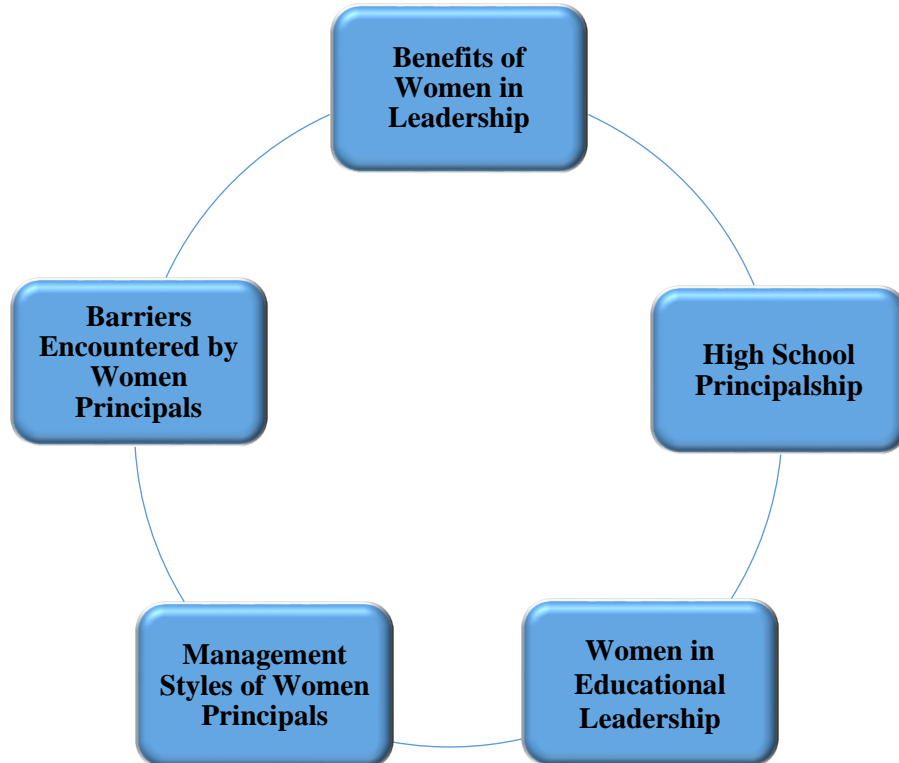 Benefits of
Women in
Leadership
High School
Principalship
Women in
Educational
Leadership
Management
Styles of Women
Principals
Barriers
Encountered by
Women
Principals